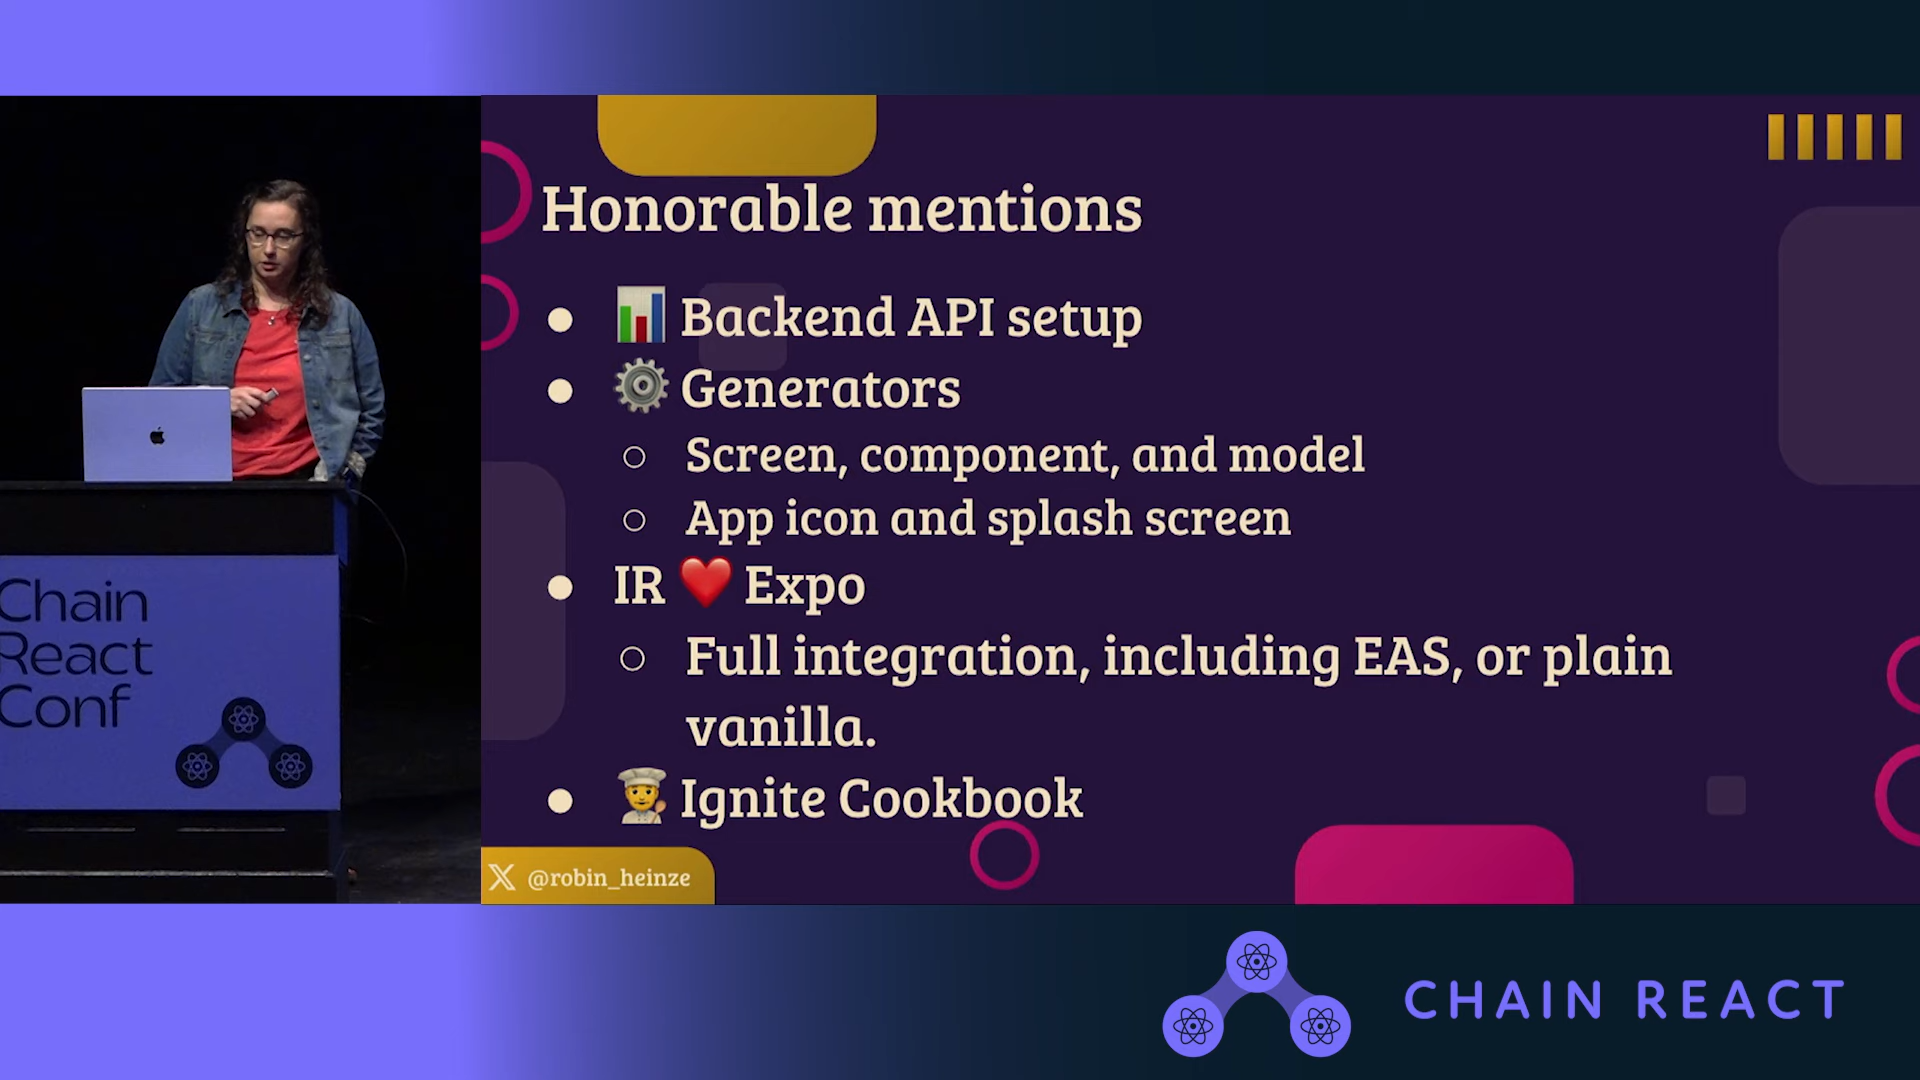 Honorable mentions
📊 Backend API setup
⚙️ Generators
Screen, component, and model
App icon and splash screen
IR ❤️ Expo
Full integration, including EAS, or plain
vanilla.
🧑‍🍳 Ignite Cookbook
X @robin_heinze
Chain
React
Conf
CHAIN REACT